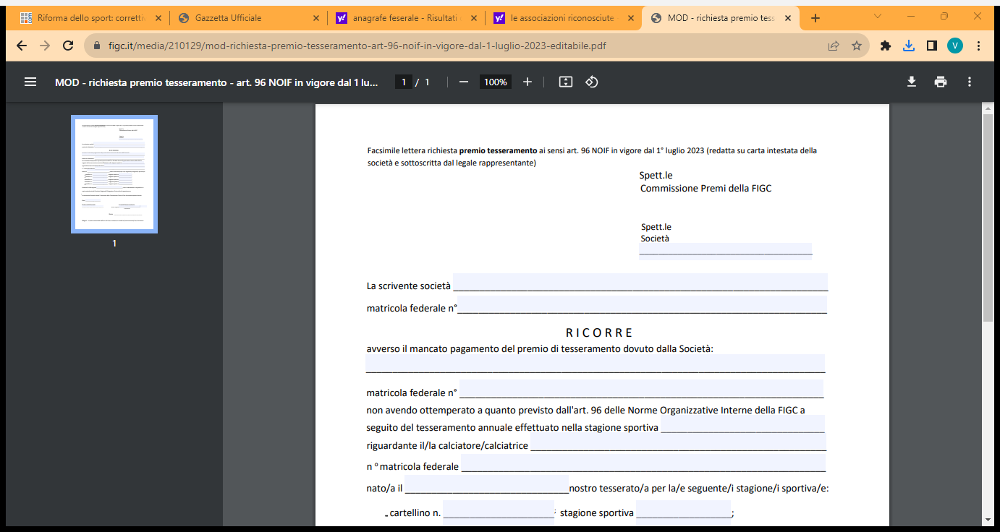 Riforma dello sport: corretti
Gazzetta Ufficiale
anagrafe feserale - Risultati
le associazioni riconosciute
MOD - richiesta premio tess
figc.it/media/210129/mod-richiesta-premio-tesseramento-art-96-noif-in-vigore-dal-1-luglio-2023-editabile.pdf
V
MOD - richiesta premio tesseramento - art. 96 NOIF in vigore dal 1 lu...
1 / 1
100%
1
Facsimile lettera richiesta premio tesseramento ai sensi art. 96 NOIF in vigore dal 1° luglio 2023 (redatta su carta intestata della
società e sottoscritta dal legale rappresentante)
Spett.le
Commissione Premi della FIGC
Spett.le
Società
La scrivente società
matricola federale n°
R I C O R R E
avverso il mancato pagamento del premio di tesseramento dovuto dalla Società:
matricola federale n°
non avendo ottemperato a quanto previsto dall'art. 96 delle Norme Organizzative Interne della FIGC a
seguito del tesseramento annuale effettuato nella stagione sportiva
riguardante il/la calciatore/calciatrice
n º matricola federale
nato/a il nostro tesserato/a per la/e seguente/i stagione/i sportiva/e:
- cartellino n. ; stagione sportiva ;